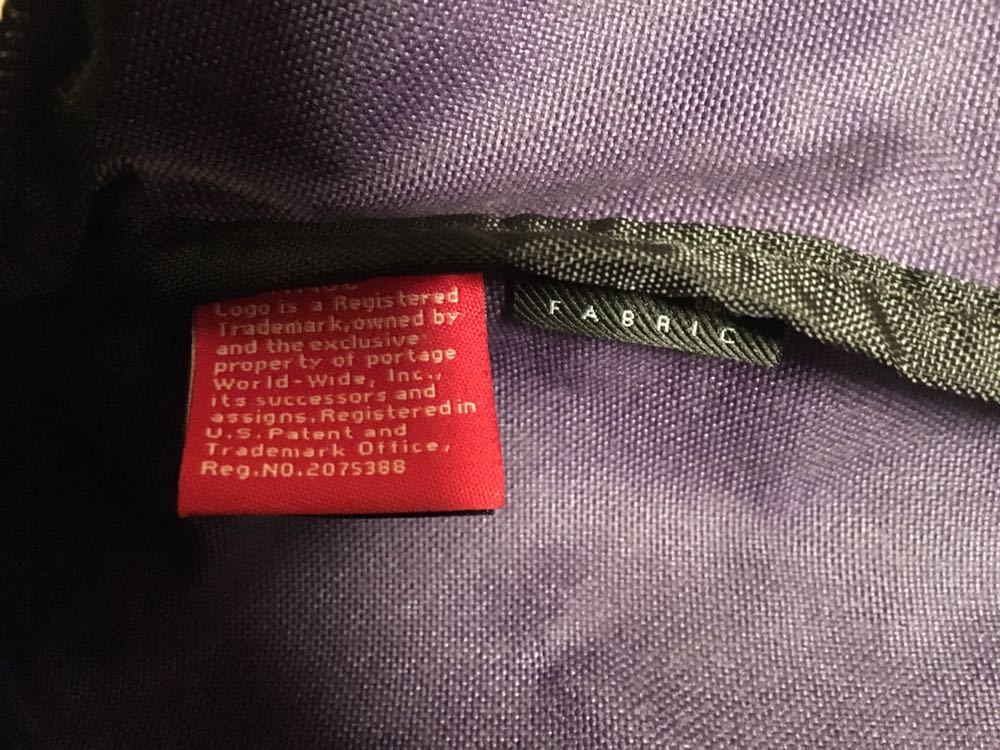 Logo is a Registered
Trademark,owned by
and the exclusive
property of portage
World-Wide, Inc.,
its successors and
assigns.Registered in
U.S.Patent and
Trademark Office,
Reg.NO.2075388
FABRIC